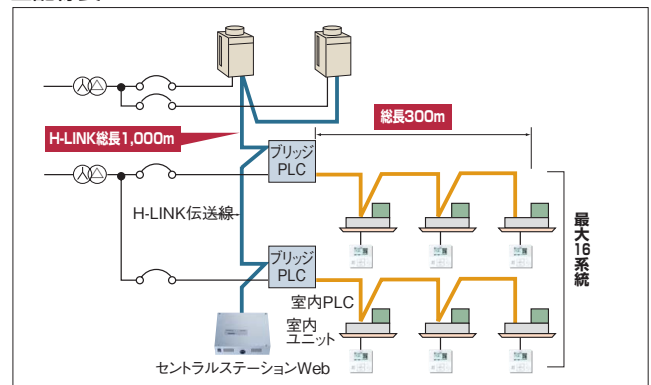 H-LINK総長1,000m
総長300m
ブリッジ
PLC
H-LINK伝送線
ブリッジ
PLC
最大16系統
室内PLC
室内
ユニット
セントラルステーションWeb